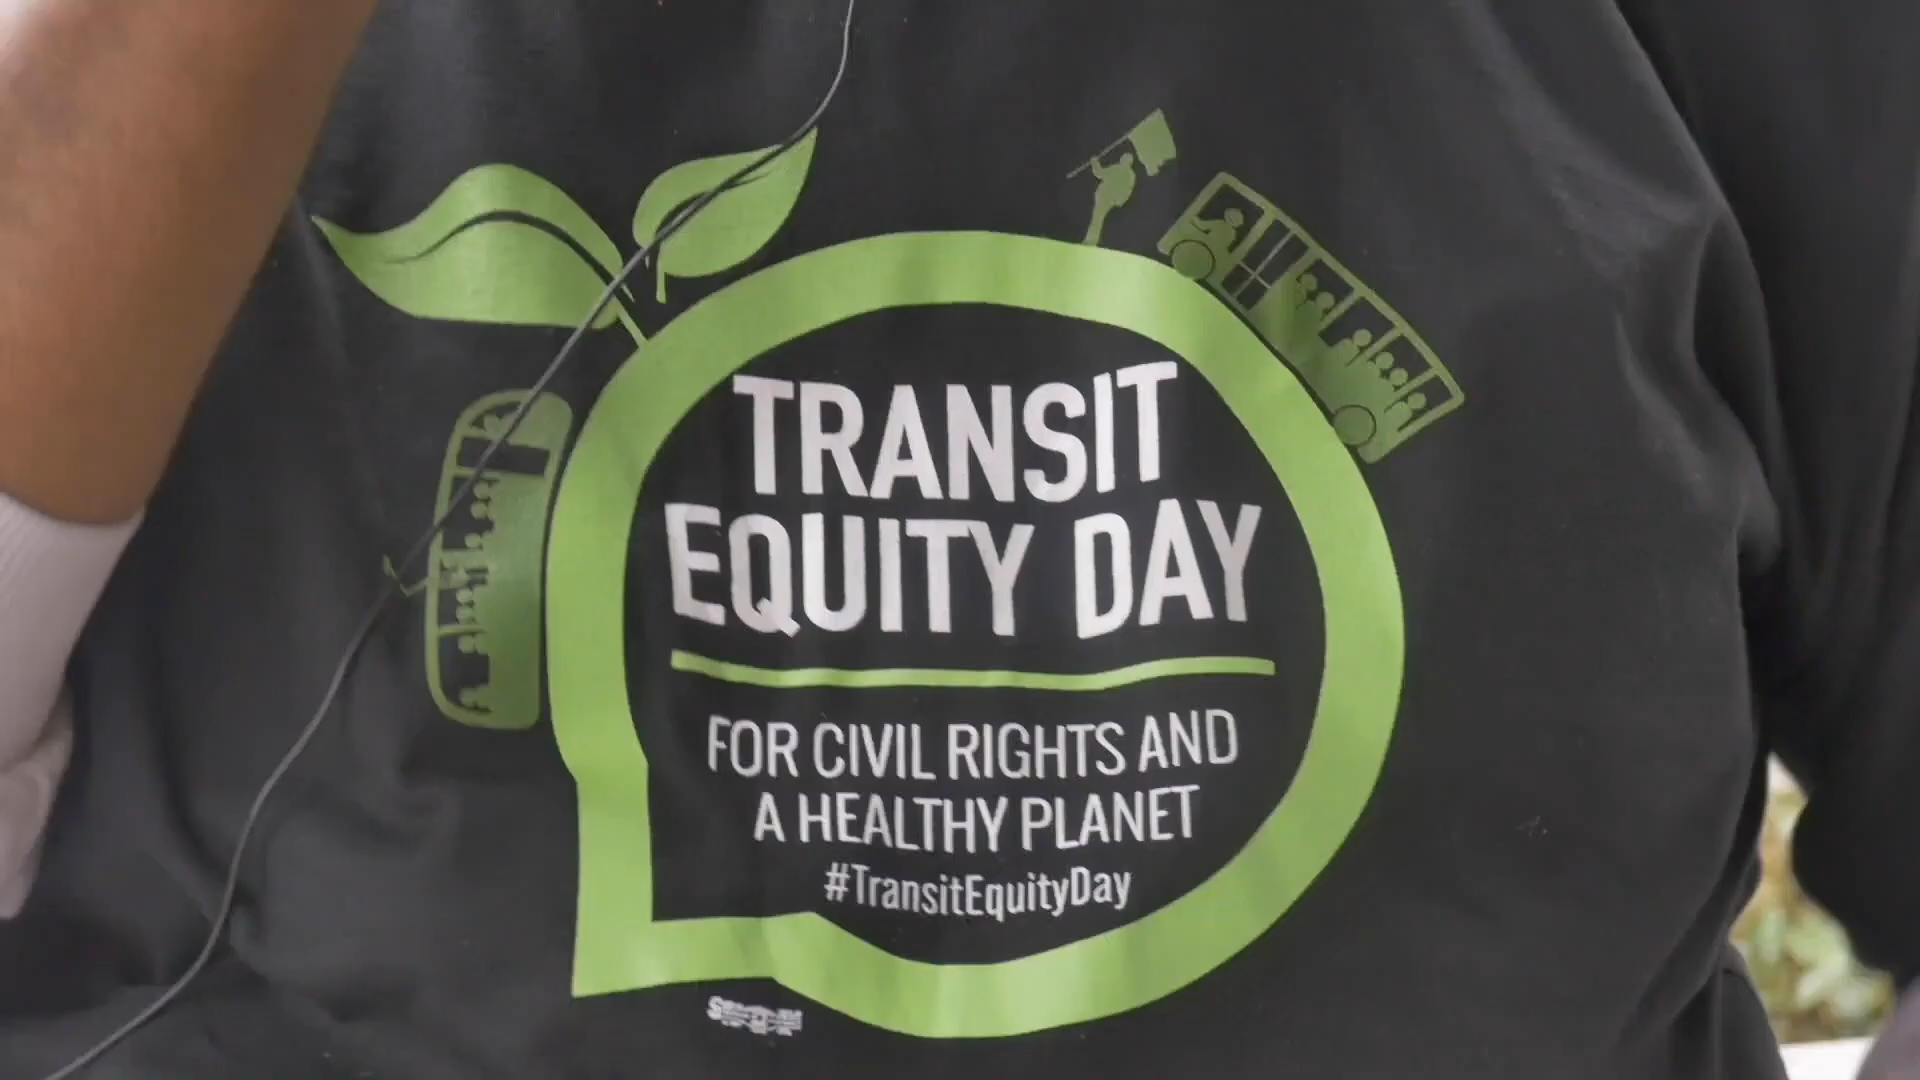 TRANSIT
EQUITY DAY
FOR CIVIL RIGHTS AND
A HEALTHY PLANET
#TransitEquityDay